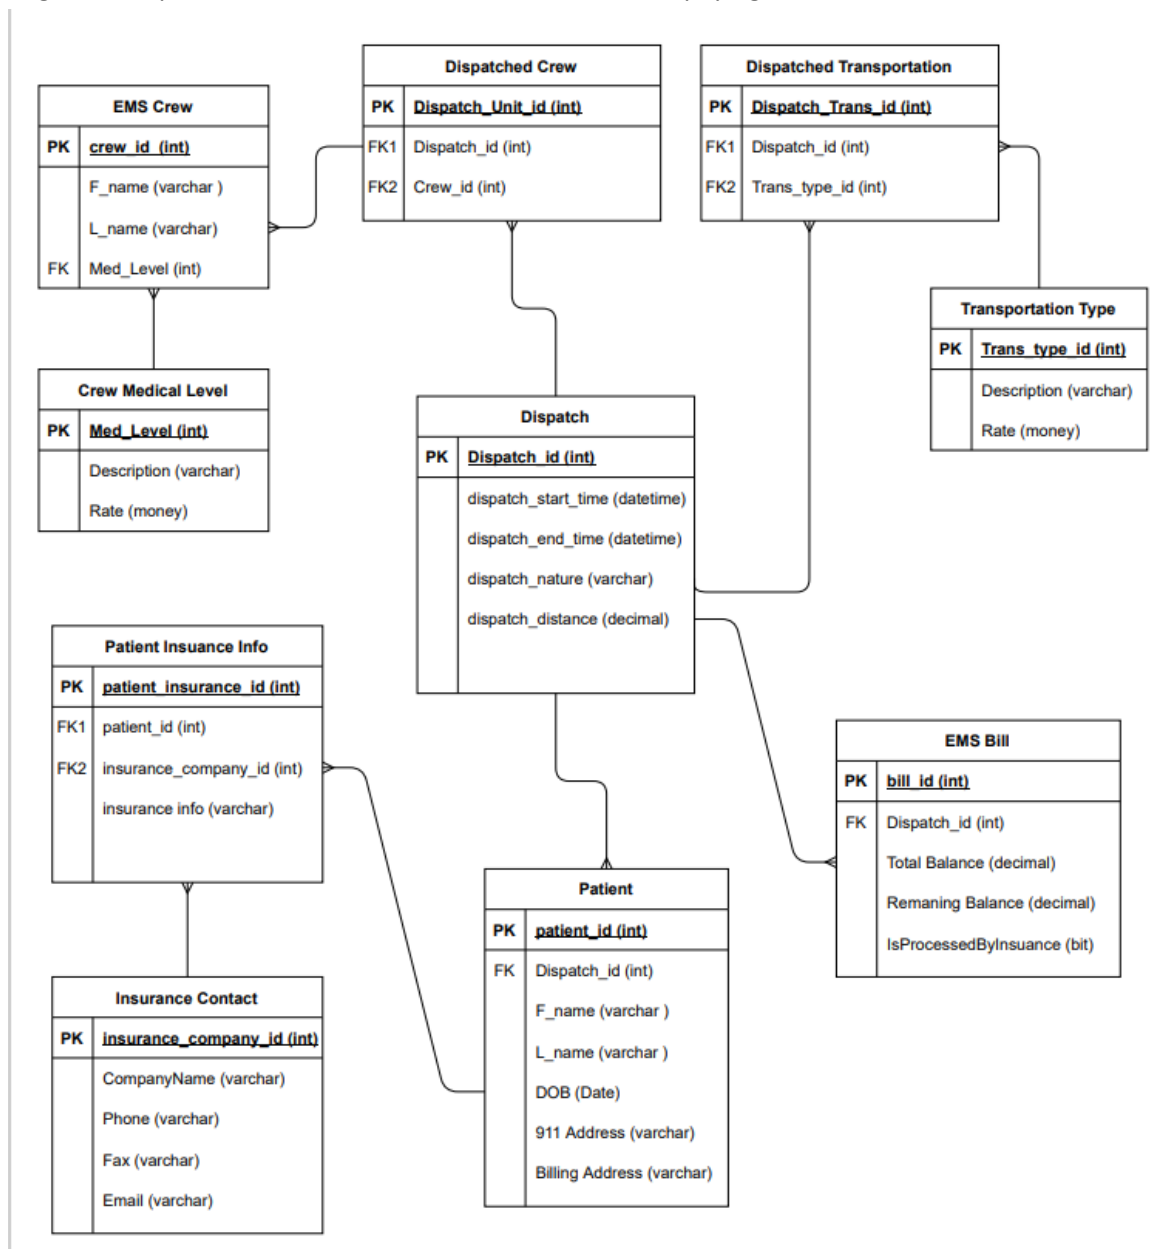 Dispatched Crew
PK Dispatch_Unit_id (int)
FK1 Dispatch_id (int)
FK2 Crew_id (int)
Dispatched Transportation
PK Dispatch_Trans_id (int)
FK1 Dispatch_id (int)
FK2 Trans_type_id (int)
EMS Crew
PK crew_id (int)
F_name (varchar )
L_name (varchar)
FK Med_Level (int)
Transportation Type
PK Trans_type_id (int)
Description (varchar)
Rate (money)
Crew Medical Level
PK Med_Level (int)
Description (varchar)
Rate (money)
Dispatch
PK Dispatch_id (int)
dispatch_start_time (datetime)
dispatch_end_time (datetime)
dispatch_nature (varchar)
dispatch_distance (decimal)
Patient Insuance Info
PK patient_insurance_id (int)
FK1 patient_id (int)
FK2 insurance_company_id (int)
insurance info (varchar)
EMS Bill
PK bill_id (int)
FK Dispatch_id (int)
Total Balance (decimal)
Remaning Balance (decimal)
IsProcessedByInsuance (bit)
Patient
PK patient_id (int)
FK Dispatch_id (int)
F_name (varchar )
L_name (varchar )
DOB (Date)
911 Address (varchar)
Billing Address (varchar)
Insurance Contact
PK insurance_company_id (int)
CompanyName (varchar)
Phone (varchar)
Fax (varchar)
Email (varchar)